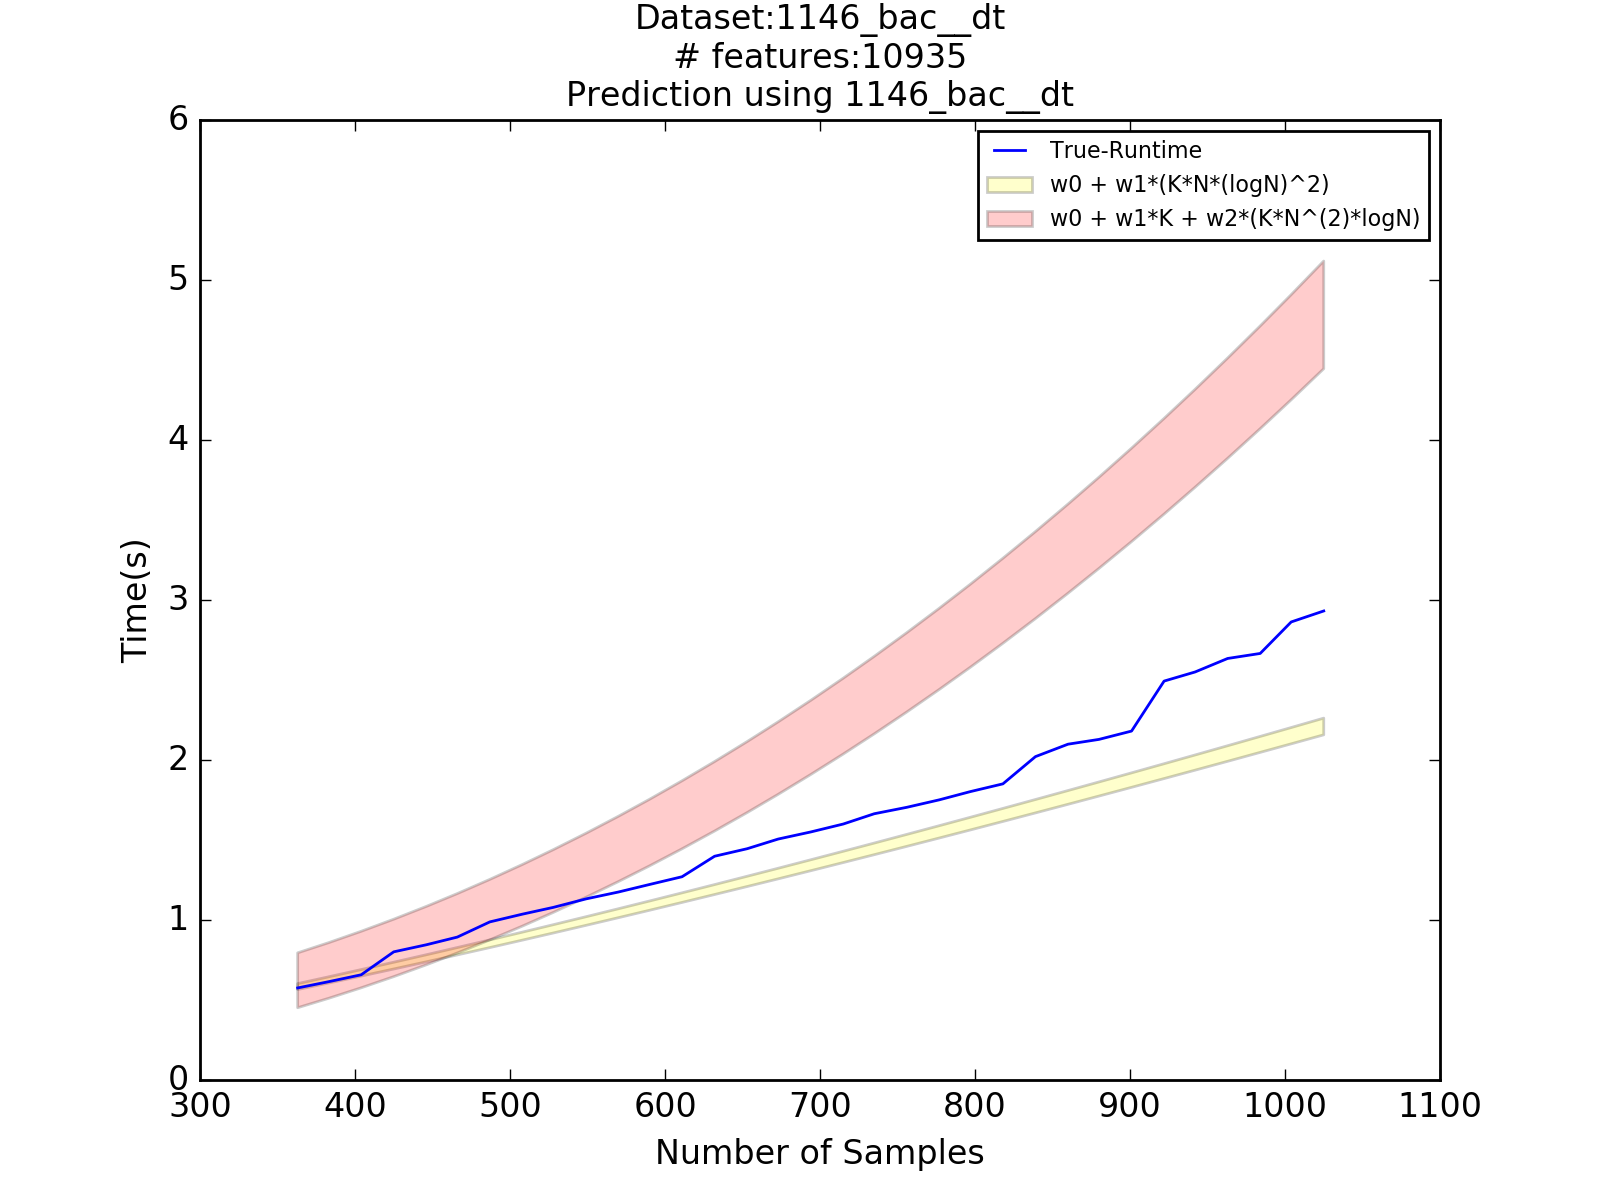 Dataset:1146_bac__dt
# features:10935
Prediction using 1146_bac__dt
True-Runtime
w0 + w1*(K*N*(logN)^2)
w0 + w1*K + w2*(K*N^(2)*logN)
6
5
4
3
2
1
0
Time(s)
300 400 500 600 700 800 900 1000 1100
Number of Samples